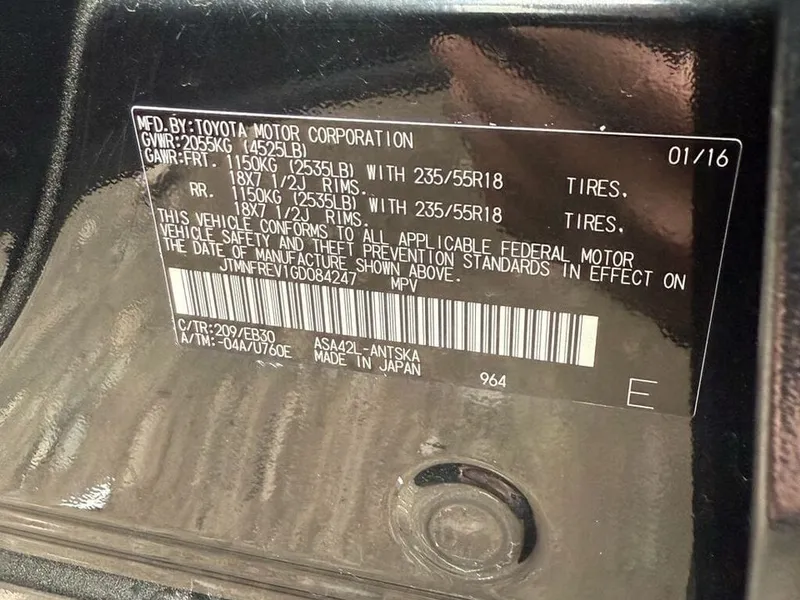 MFD.BY:TOYOTA MOTOR CORPORATION 01/16
GVWR:2055KG (4525LB)
GAWR:FRT. 1150KG (2535LB) WITH 235/55R18 TIRES.
18X7 1/2J RIMS.
RR. 1150KG (2535LB) WITH 235/55R18 TIRES.
18X7 1/2J RIMS.
THIS VEHICLE CONFORMS TO ALL APPLICABLE FEDERAL MOTOR
VEHICLE SAFETY AND THEFT PREVENTION STANDARDS IN EFFECT ON
THE DATE OF MANUFACTURE SHOWN ABOVE.
JTMNFREV1GD084247 MPV
C/TR:209/EB30 ASA42L-ANTSKA
A/TM:-04A/U760E MADE IN JAPAN
964
E